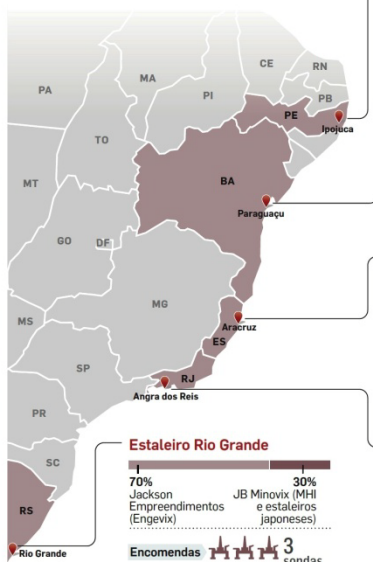 CE
RN
MA
PB
PA
PI
PE
Ipojuca
TO
MT
BA
Paraguaçu
GO
DF
MG
Aracruz
MS
ES
SP
RJ
Angra dos Reis
PR
SC
RS
Rio Grande
Estaleiro Rio Grande
70%
Jackson
Empreendimentos
(Engevix)
30%
JB Minovix (MHI
e estaleiros
japoneses)
Encomendas 3
sondas